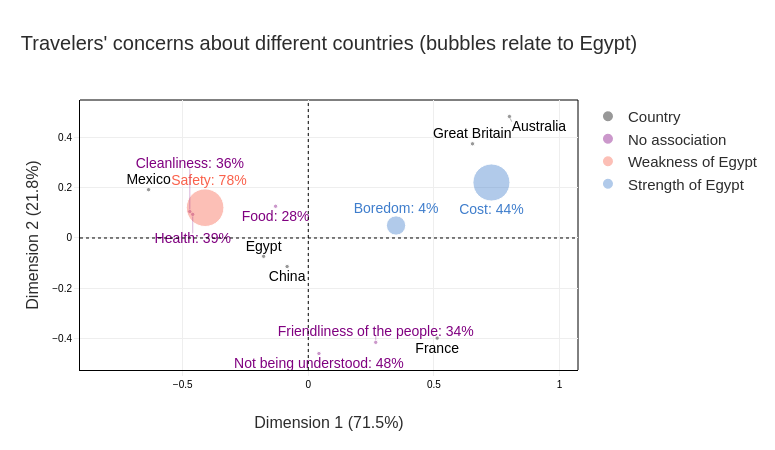 Travelers' concerns about different countries (bubbles relate to Egypt)
Country
No association
Weakness of Egypt
Strength of Egypt
Dimension 2 (21.8%)
0.4
0.2
0
−0.2
−0.4
Australia
Great Britain
Cleanliness: 36%
Mexico
Safety: 78%
Food: 28%
Boredom: 4%
Cost: 44%
Health: 39%
Egypt
China
Friendliness of the people: 34%
France
Not being understood: 48%
−0.5
0
0.5
1
Dimension 1 (71.5%)